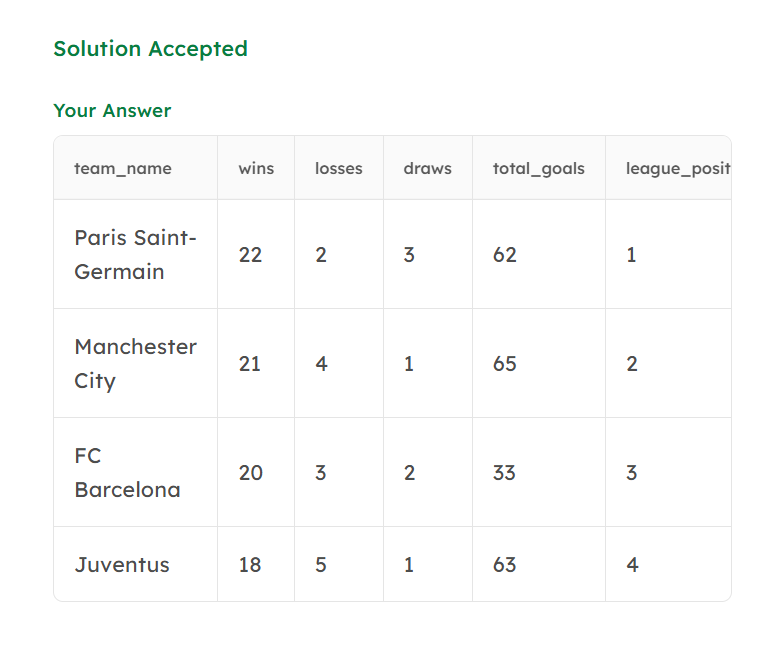 Solution Accepted
Your Answer
team_name wins losses draws total_goals league_posit
Paris Saint-
Germain 22 2 3 62 1
Manchester
City 21 4 1 65 2
FC
Barcelona 20 3 2 33 3
Juventus 18 5 1 63 4